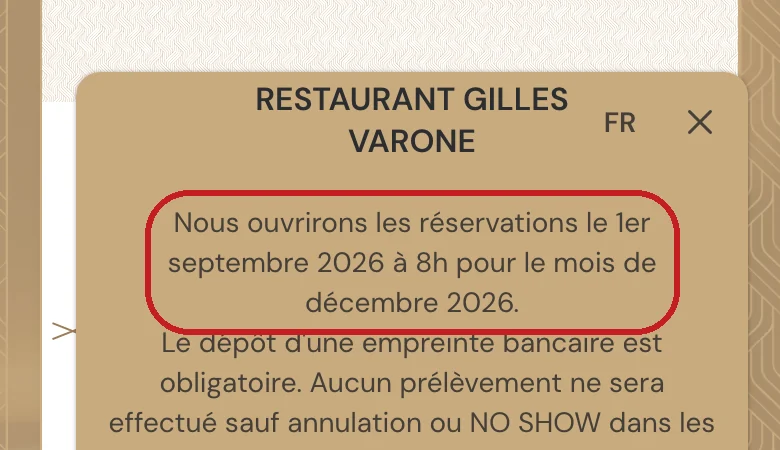 RESTAURANT GILLES
VARONE
FR
Nous ouvrirons les réservations le 1er
septembre 2026 à 8h pour le mois de
décembre 2026.
Le dépôt d'une empreinte bancaire est
obligatoire. Aucun prélèvement ne sera
effectué sauf annulation ou NO SHOW dans les